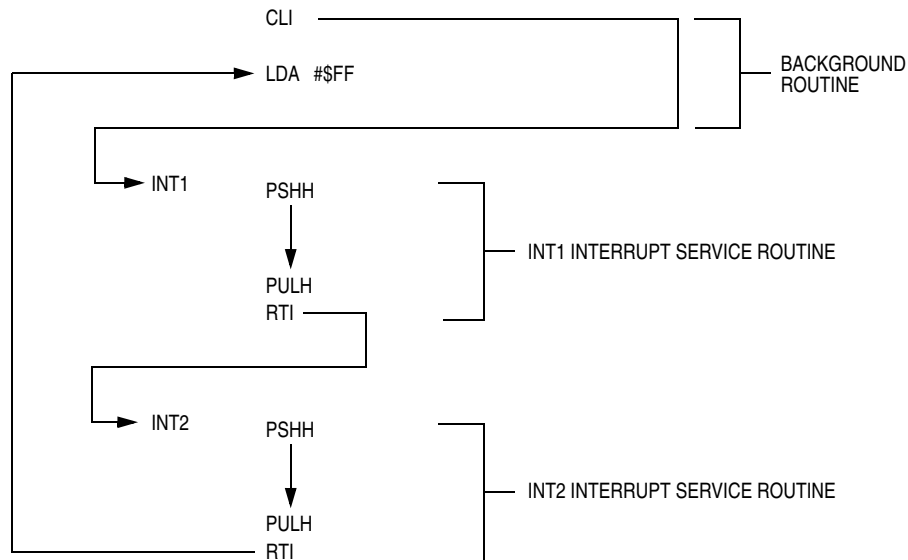 CLI
LDA #$FF
BACKGROUND
ROUTINE
INT1
PSHH
INT1 INTERRUPT SERVICE ROUTINE
PULH
RTI
INT2
PSHH
INT2 INTERRUPT SERVICE ROUTINE
PULH
RTI